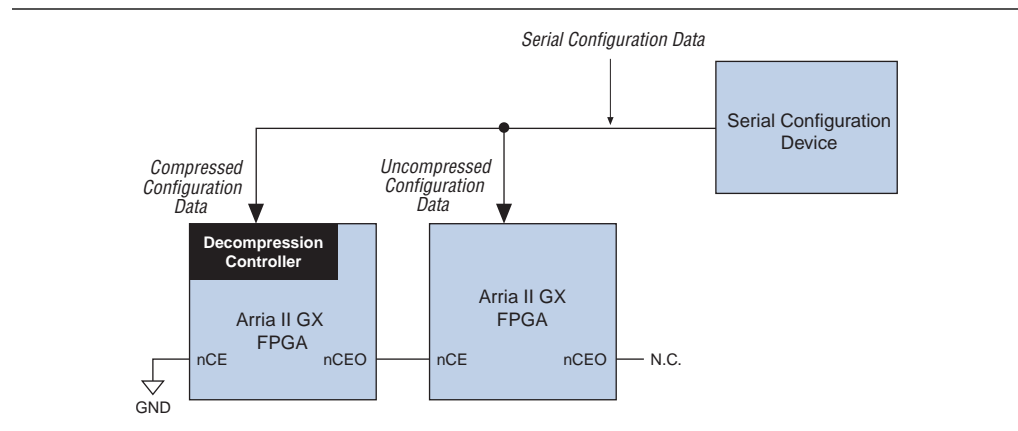 Serial Configuration Data
Serial Configuration
Device
Compressed
Configuration
Data
Uncompressed
Configuration
Data
Decompression
Controller
Arria II GX
FPGA
Arria II GX
FPGA
nCE
nCEO
nCE
nCEO
N.C.
GND